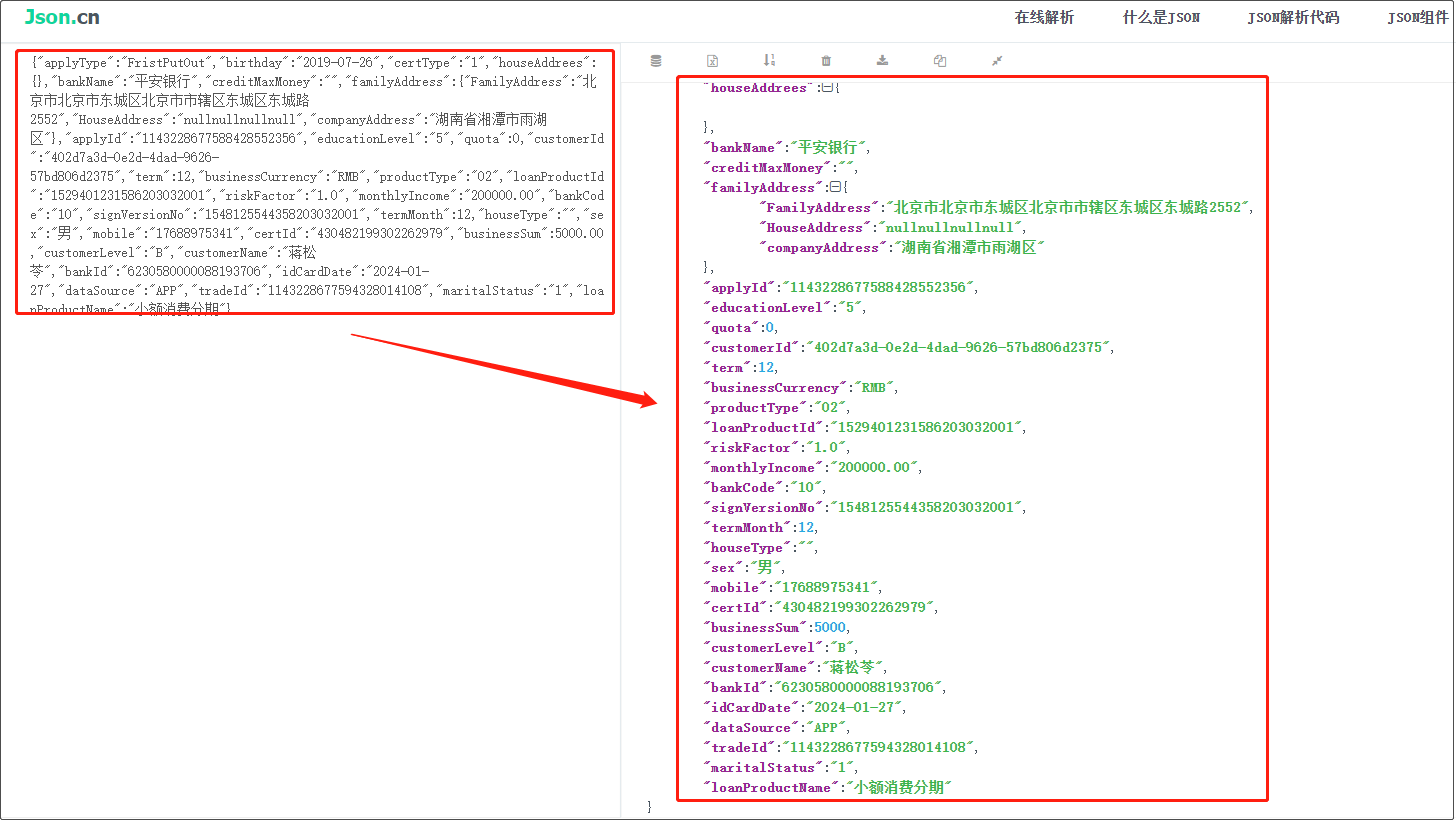 Json.cn
在线解析 什么是JSON JSON解析代码 JSON组件
{"applyType":"FristPutOut","birthday":"2019-07-26","certType":"1","houseAddrees":
{},"bankName":"平安银行","creditMaxMoney":"","familyAddress":{"FamilyAddress":"北
京市北京市东城区北京市市辖区东城区东城路
2552","HouseAddress":"nullnullnullnull","companyAddress":"湖南省湘潭市雨湖
区"},"applyId":"1143228677588428552356","educationLevel":"5","quota":0,"customerId
":"402d7a3d-0e2d-4dad-9626-
57bd806d2375","term":12,"businessCurrency":"RMB","productType":"02","loanProductId
":"1529401231586203032001","riskFactor":"1.0","monthlyIncome":"200000.00","bankCod
e":"10","signVersionNo":"1548125544358203032001","termMonth":12,"houseType":"","se
x":"男","mobile":"17688975341","certId":"430482199302262979","businessSum":5000.00
,"customerLevel":"B","customerName":"蒋松
苓","bankId":"6230580000088193706","idCardDate":"2024-01-
27","dataSource":"APP","tradeId":"1143228677594328014108","maritalStatus":"1","loa
nProductName":"小额消费分期"}
"houseAddrees":{
},
"bankName":"平安银行",
"creditMaxMoney":"",
"familyAddress":{
"FamilyAddress":"北京市北京市东城区北京市市辖区东城区东城路2552",
"HouseAddress":"nullnullnullnull",
"companyAddress":"湖南省湘潭市雨湖区"
},
"applyId":"1143228677588428552356",
"educationLevel":"5",
"quota":0,
"customerId":"402d7a3d-0e2d-4dad-9626-57bd806d2375",
"term":12,
"businessCurrency":"RMB",
"productType":"02",
"loanProductId":"1529401231586203032001",
"riskFactor":"1.0",
"monthlyIncome":"200000.00",
"bankCode":"10",
"signVersionNo":"1548125544358203032001",
"termMonth":12,
"houseType":"",
"sex":"男",
"mobile":"17688975341",
"certId":"430482199302262979",
"businessSum":5000,
"customerLevel":"B",
"customerName":"蒋松苓",
"bankId":"6230580000088193706",
"idCardDate":"2024-01-27",
"dataSource":"APP",
"tradeId":"1143228677594328014108",
"maritalStatus":"1",
"loanProductName":"小额消费分期"
}